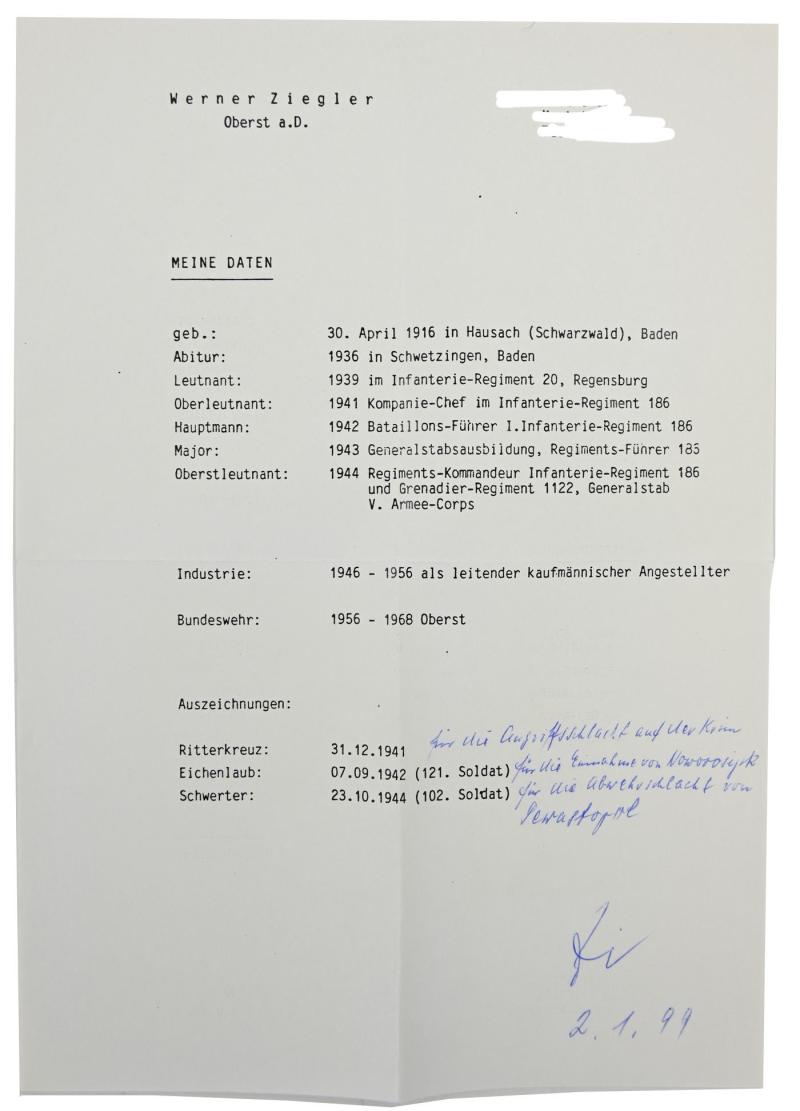 Werner Ziegler
Oberst a.D.
MEINE DATEN
geb.: 30. April 1916 in Hausach (Schwarzwald), Baden
Abitur: 1936 in Schwetzingen, Baden
Leutnant: 1939 im Infanterie-Regiment 20, Regensburg
Oberleutnant: 1941 Kompanie-Chef im Infanterie-Regiment 186
Hauptmann: 1942 Bataillons-Führer I.Infanterie-Regiment 186
Major: 1943 Generalstabsausbildung, Regiments-Führer 186
Oberstleutnant: 1944 Regiments-Kommandeur Infanterie-Regiment 186
und Grenadier-Regiment 1122, Generalstab
V. Armee-Corps
Industrie: 1946 - 1956 als leitender kaufmännischer Angestellter
Bundeswehr: 1956 - 1968 Oberst
Auszeichnungen:
Ritterkreuz: 31.12.1941 für die Angriffsschlacht auf der Krim
Eichenlaub: 07.09.1942 (121. Soldat) für die Einnahme von Noworosijsk
Schwerter: 23.10.1944 (102. Soldat) für die Abwehrschlacht von
Sewastopol
2.1.99